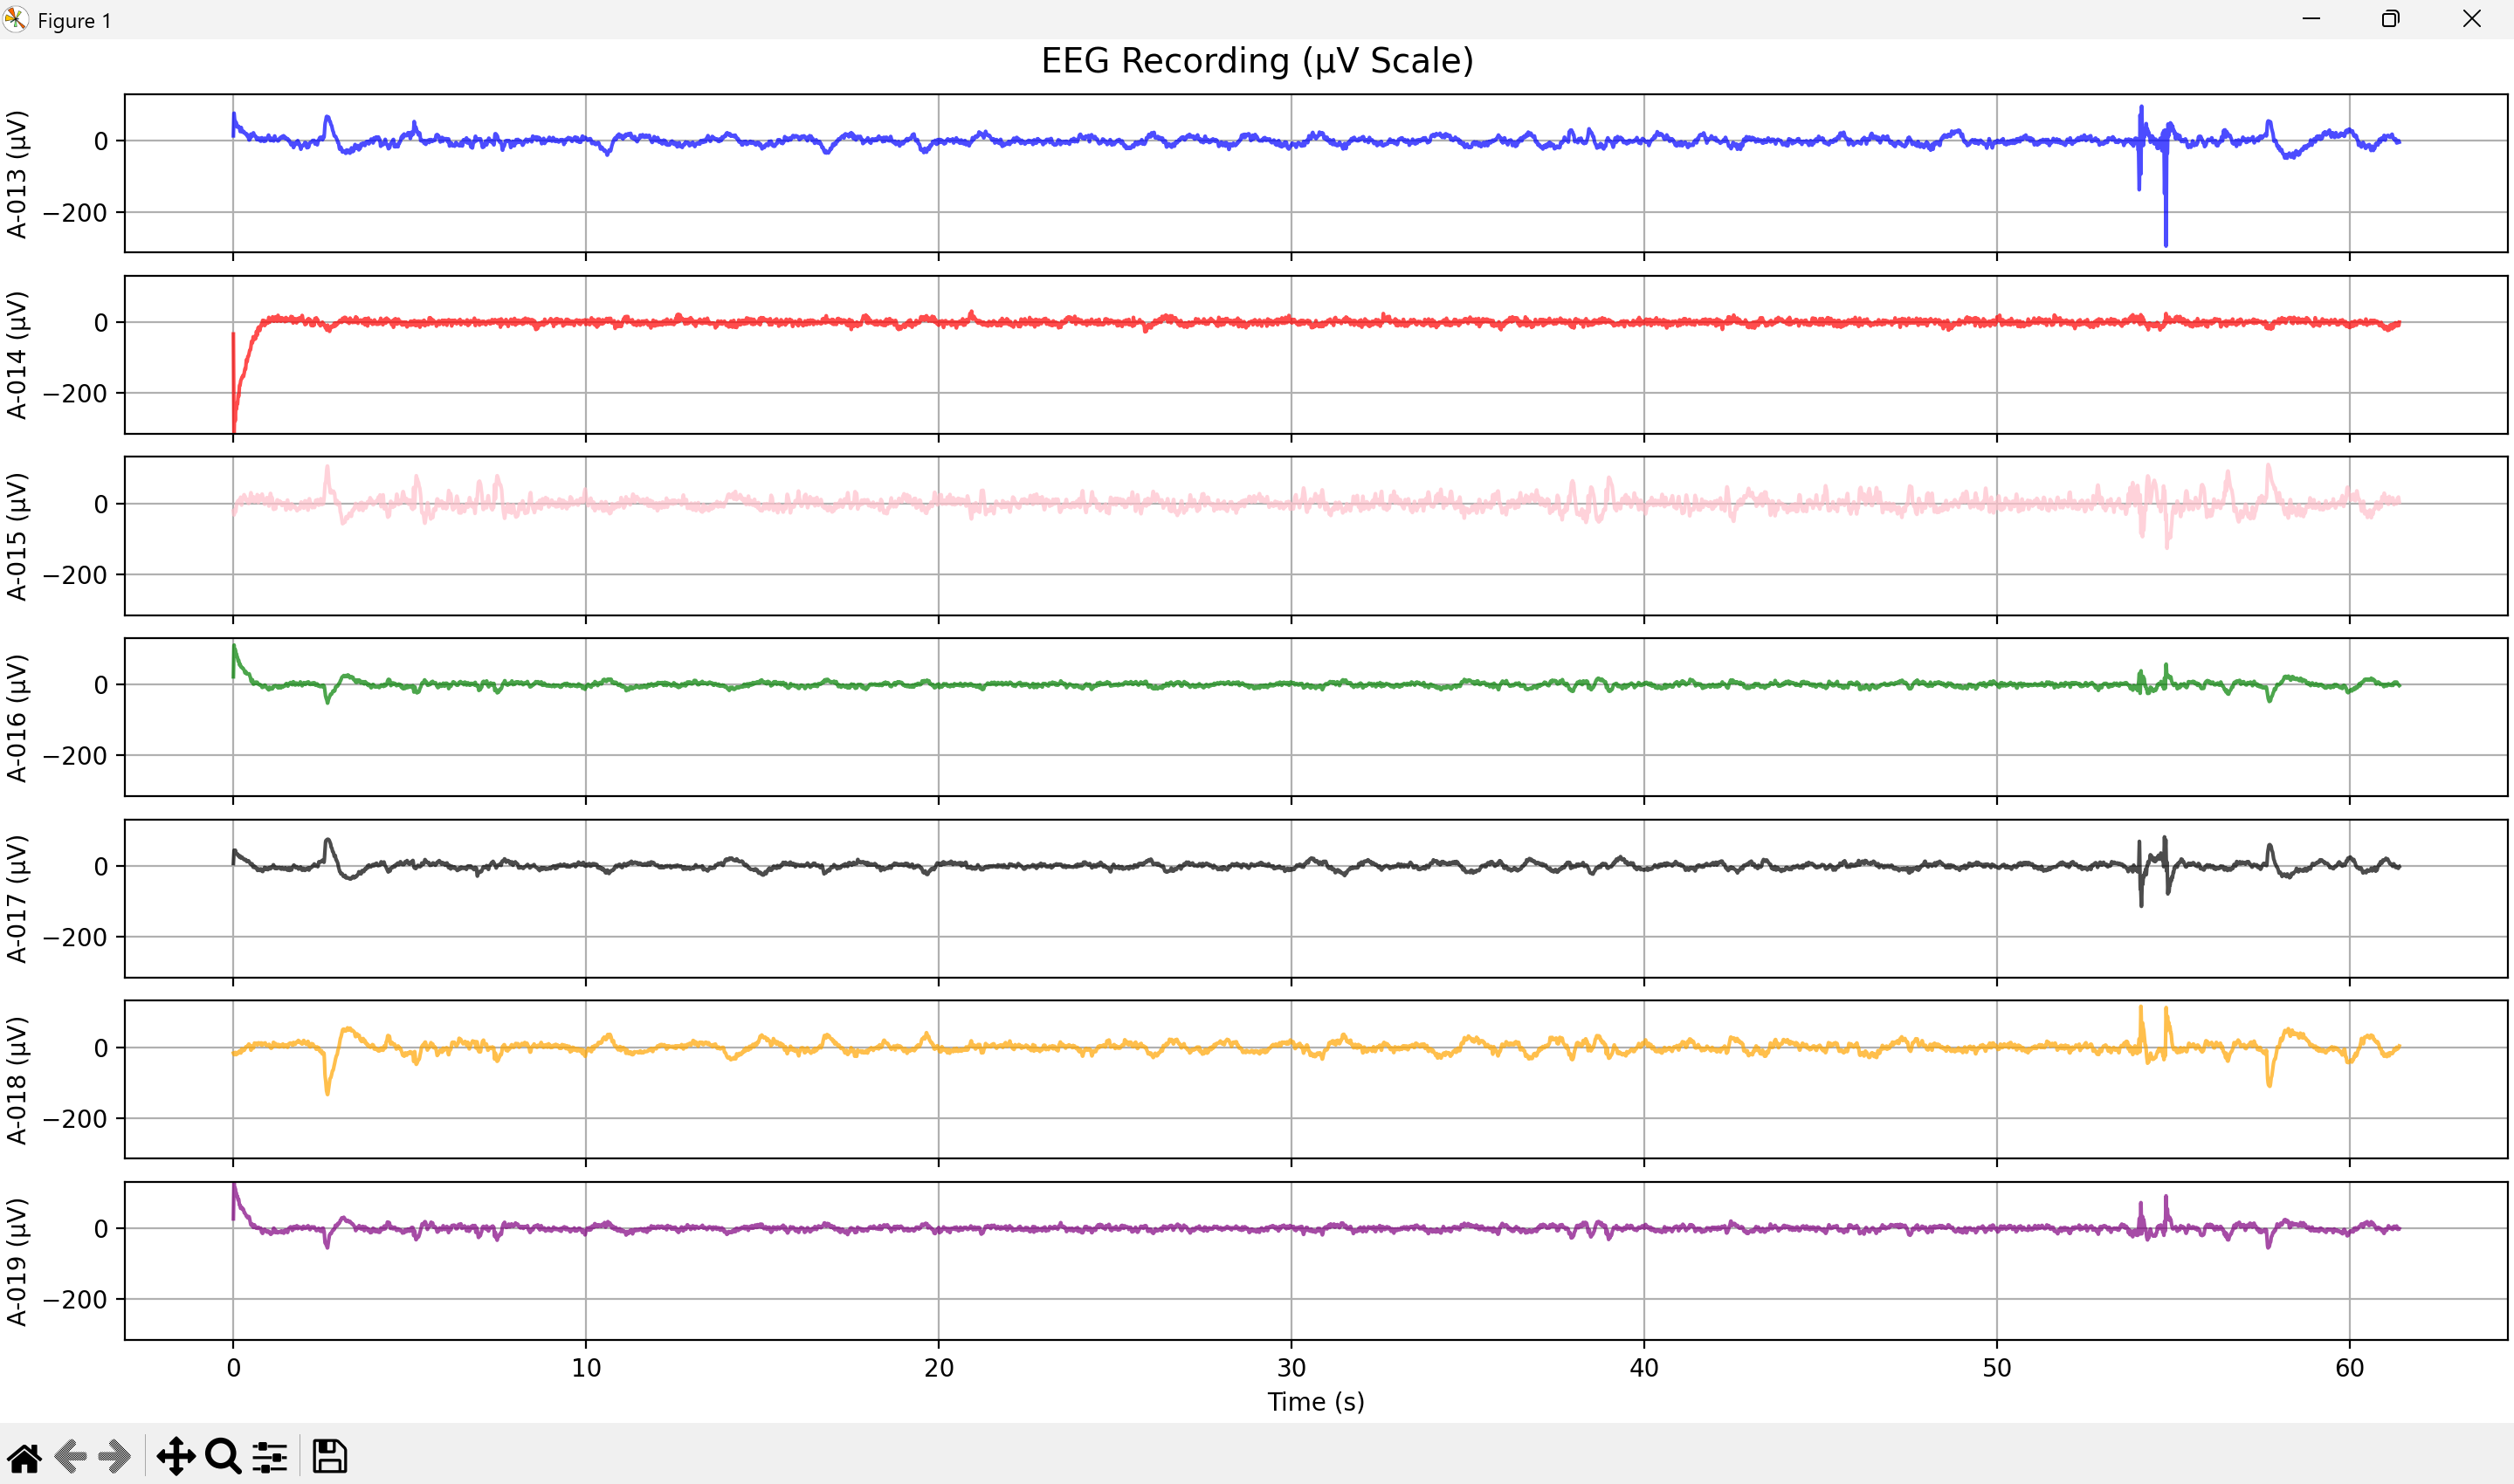 Figure 1
EEG Recording (µV Scale)
A-013 (µV)
0
−200
A-014 (µV)
0
−200
A-015 (µV)
0
−200
A-016 (µV)
0
−200
A-017 (µV)
0
−200
A-018 (µV)
0
−200
A-019 (µV)
0
−200
0 10 20 30 40 50 60
Time (s)